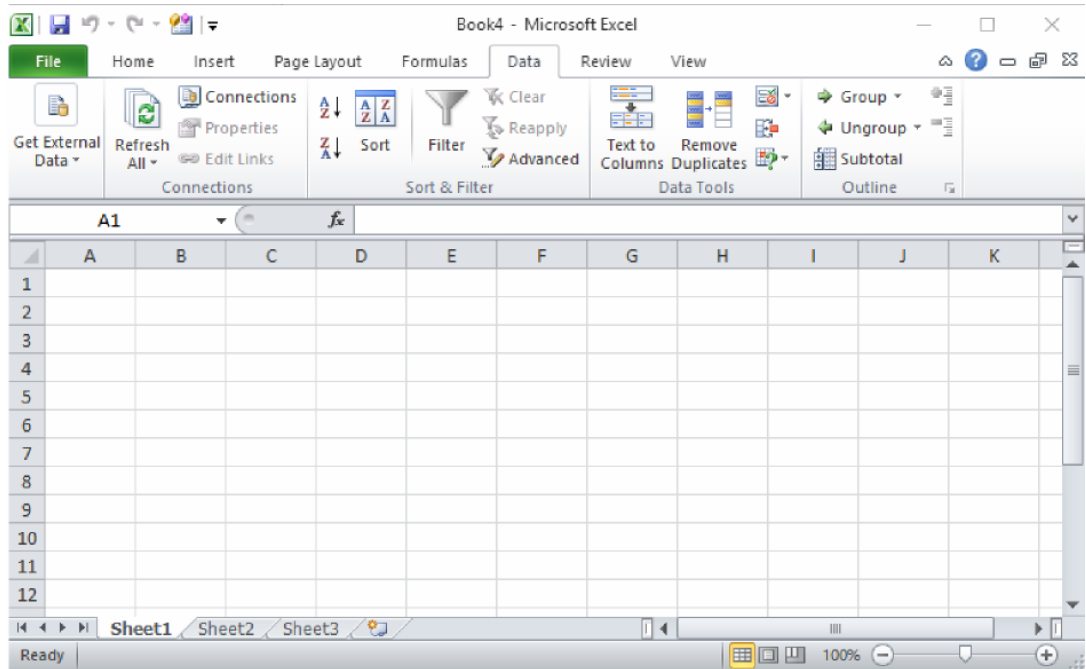 Book4 - Microsoft Excel
File Home Insert Page Layout Formulas Data Review View
Get External Data
Refresh All
Connections
Properties
Edit Links
Connections
Sort
Filter
Clear
Reapply
Advanced
Sort & Filter
Text to Columns
Remove Duplicates
Data Tools
Group
Ungroup
Subtotal
Outline
A1 fx
A B C D E F G H I J K
1
2
3
4
5
6
7
8
9
10
11
12
Sheet1 Sheet2 Sheet3
Ready 100%